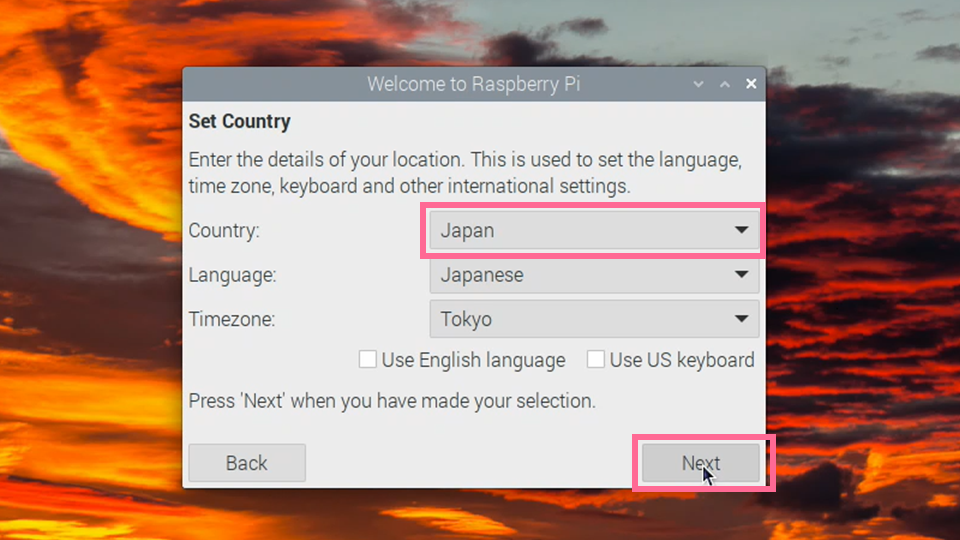 Welcome to Raspberry Pi
Set Country
Enter the details of your location. This is used to set the language,
time zone, keyboard and other international settings.
Country: Japan
Language: Japanese
Timezone: Tokyo
Use English language Use US keyboard
Press 'Next' when you have made your selection.
Back Next